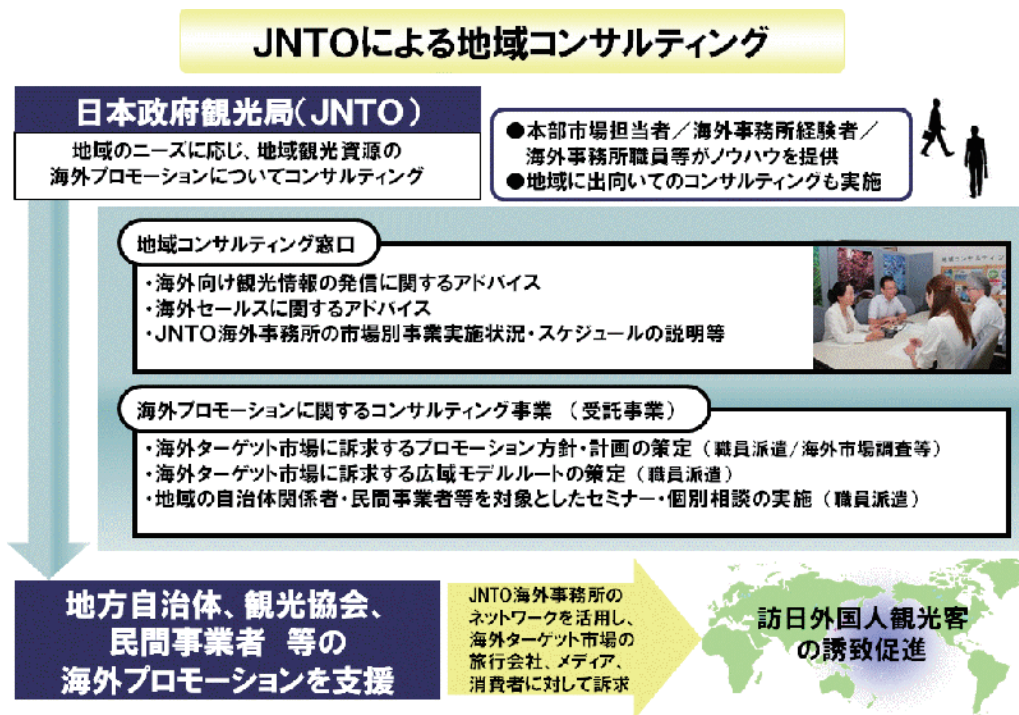 JNTOによる地域コンサルティング
日本政府観光局(JNTO)
地域のニーズに応じ、地域観光資源の
海外プロモーションについてコンサルティング
●本部市場担当者／海外事務所経験者／
海外事務所職員等がノウハウを提供
●地域に出向いてのコンサルティングも実施
地域コンサルティング窓口
・海外向け観光情報の発信に関するアドバイス
・海外セールスに関するアドバイス
・JNTO海外事務所の市場別事業実施状況・スケジュールの説明等
地域コンサルティン
海外プロモーションに関するコンサルティング事業 （受託事業）
・海外ターゲット市場に訴求するプロモーション方針・計画の策定（職員派遣/海外市場調査等）
・海外ターゲット市場に訴求する広域モデルルートの策定（職員派遣）
・地域の自治体関係者・民間事業者等を対象としたセミナー・個別相談の実施（職員派遣）
地方自治体、観光協会、
民間事業者 等の
海外プロモーションを支援
JNTO海外事務所の
ネットワークを活用し、
海外ターゲット市場の
旅行会社、メディア、
消費者に対して訴求
訪日外国人観光客
の誘致促進